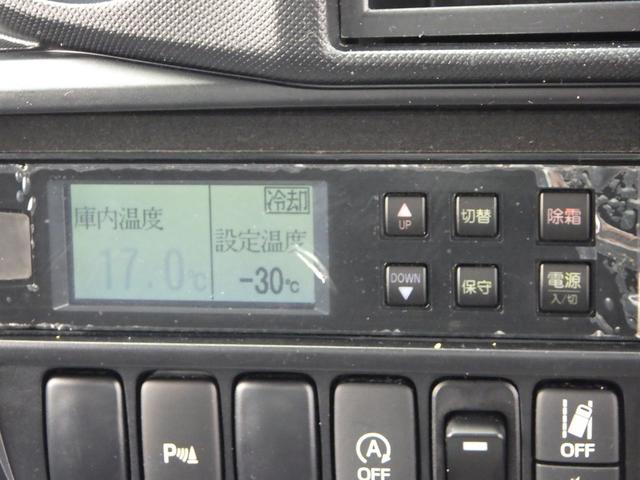 冷却
庫内温度
設定温度
17.0℃
-30℃
UP
切替
除霜
DOWN
保守
電源
入/切
P
A
OFF
OFF